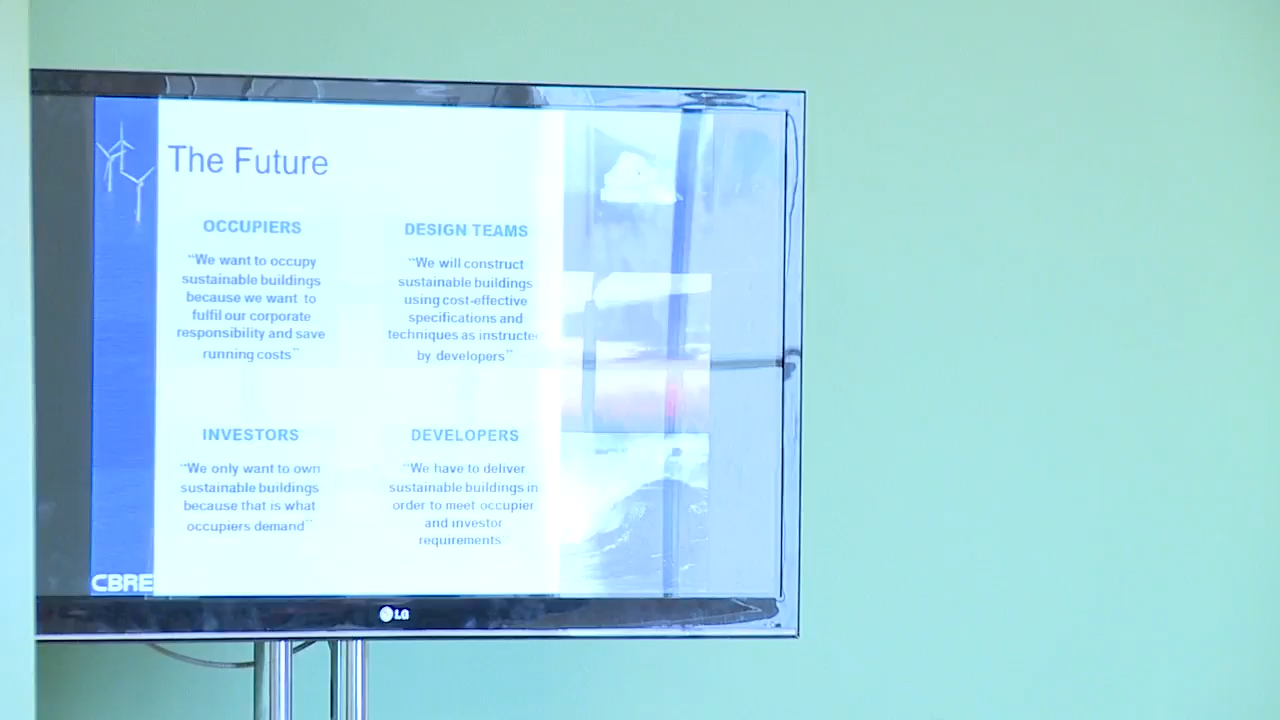 The Future
OCCUPIERS
“We want to occupy
sustainable buildings
because we want to
fulfil our corporate
responsibility and save
running costs”
DESIGN TEAMS
“We will construct
sustainable buildings
using cost-effective
specifications and
techniques as instructed
by developers”
INVESTORS
“We only want to own
sustainable buildings
because that is what
occupiers demand”
DEVELOPERS
“We have to deliver
sustainable buildings in
order to meet occupier
and investor
requirements
CBRE
LG